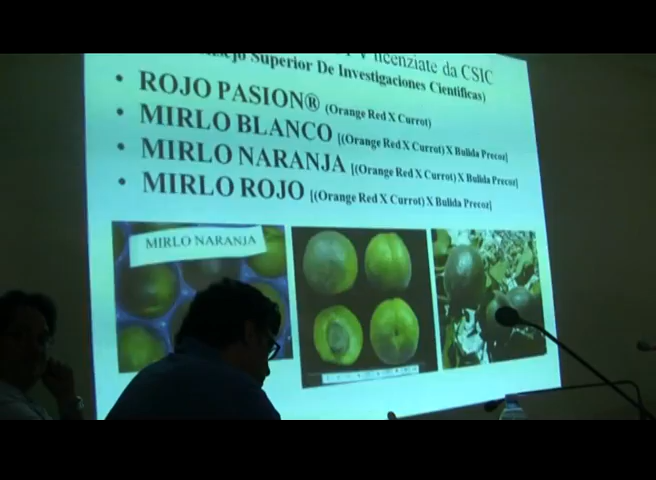 licenziate da CSIC
Superior De Investigaciones Cientificas)
• ROJO PASION® (Orange Red X Currot)
• MIRLO BLANCO [(Orange Red X Currot) X Bulida Precoz]
• MIRLO NARANJA [(Orange Red X Currot) X Bulida Precoz]
• MIRLO ROJO [(Orange Red X Currot) X Bulida Precoz]
MIRLO NARANJA